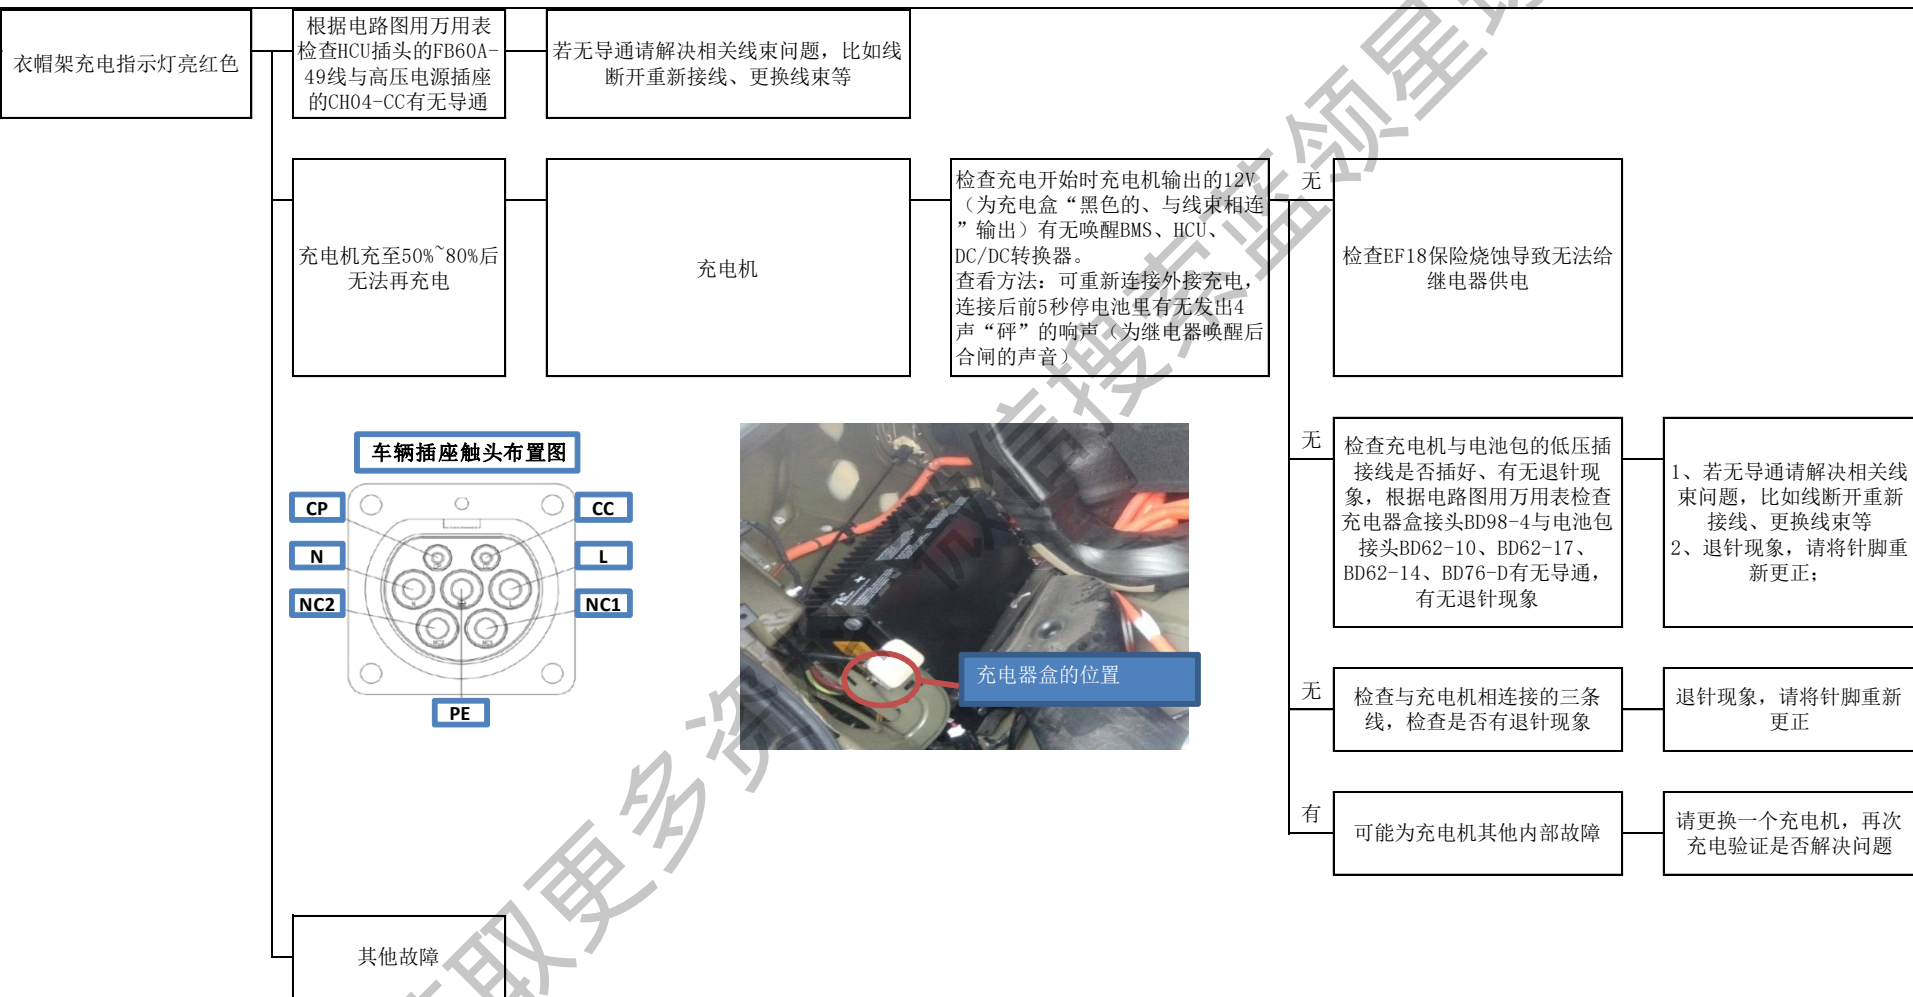 衣帽架充电指示灯亮红色
根据电路图用万用表
检查HCU插头的FB60A-
49线与高压电源插座
的CH04-CC有无导通
若无导通请解决相关线束问题，比如线
断开重新接线、更换线束等
充电机充至50%~80%后
无法再充电
充电机
检查充电开始时充电机输出的12V
（为充电盒“黑色的、与线束相连
”输出）有无唤醒BMS、HCU、
DC/DC转换器。
查看方法：可重新连接外接充电，
连接后前5秒停电池里有无发出4
声“砰”的响声（为继电器唤醒后
合闸的声音）
无
检查EF18保险烧蚀导致无法给
继电器供电
无
检查充电机与电池包的低压插
接线是否插好、有无退针现
象，根据电路图用万用表检查
充电器盒接头BD98-4与电池包
接头BD62-10、BD62-17、
BD62-14、BD76-D有无导通，
有无退针现象
1、若无导通请解决相关线
束问题，比如线断开重新
接线、更换线束等
2、退针现象，请将针脚重
新更正；
无
检查与充电机相连接的三条
线，检查是否有退针现象
退针现象，请将针脚重新
更正
有
可能为充电机其他内部故障
请更换一个充电机，再次
充电验证是否解决问题
车辆插座触头布置图
CP
CC
N
L
NC2
NC1
PE
充电器盒的位置
其他故障
取更多资
微信搜索蓝领星球